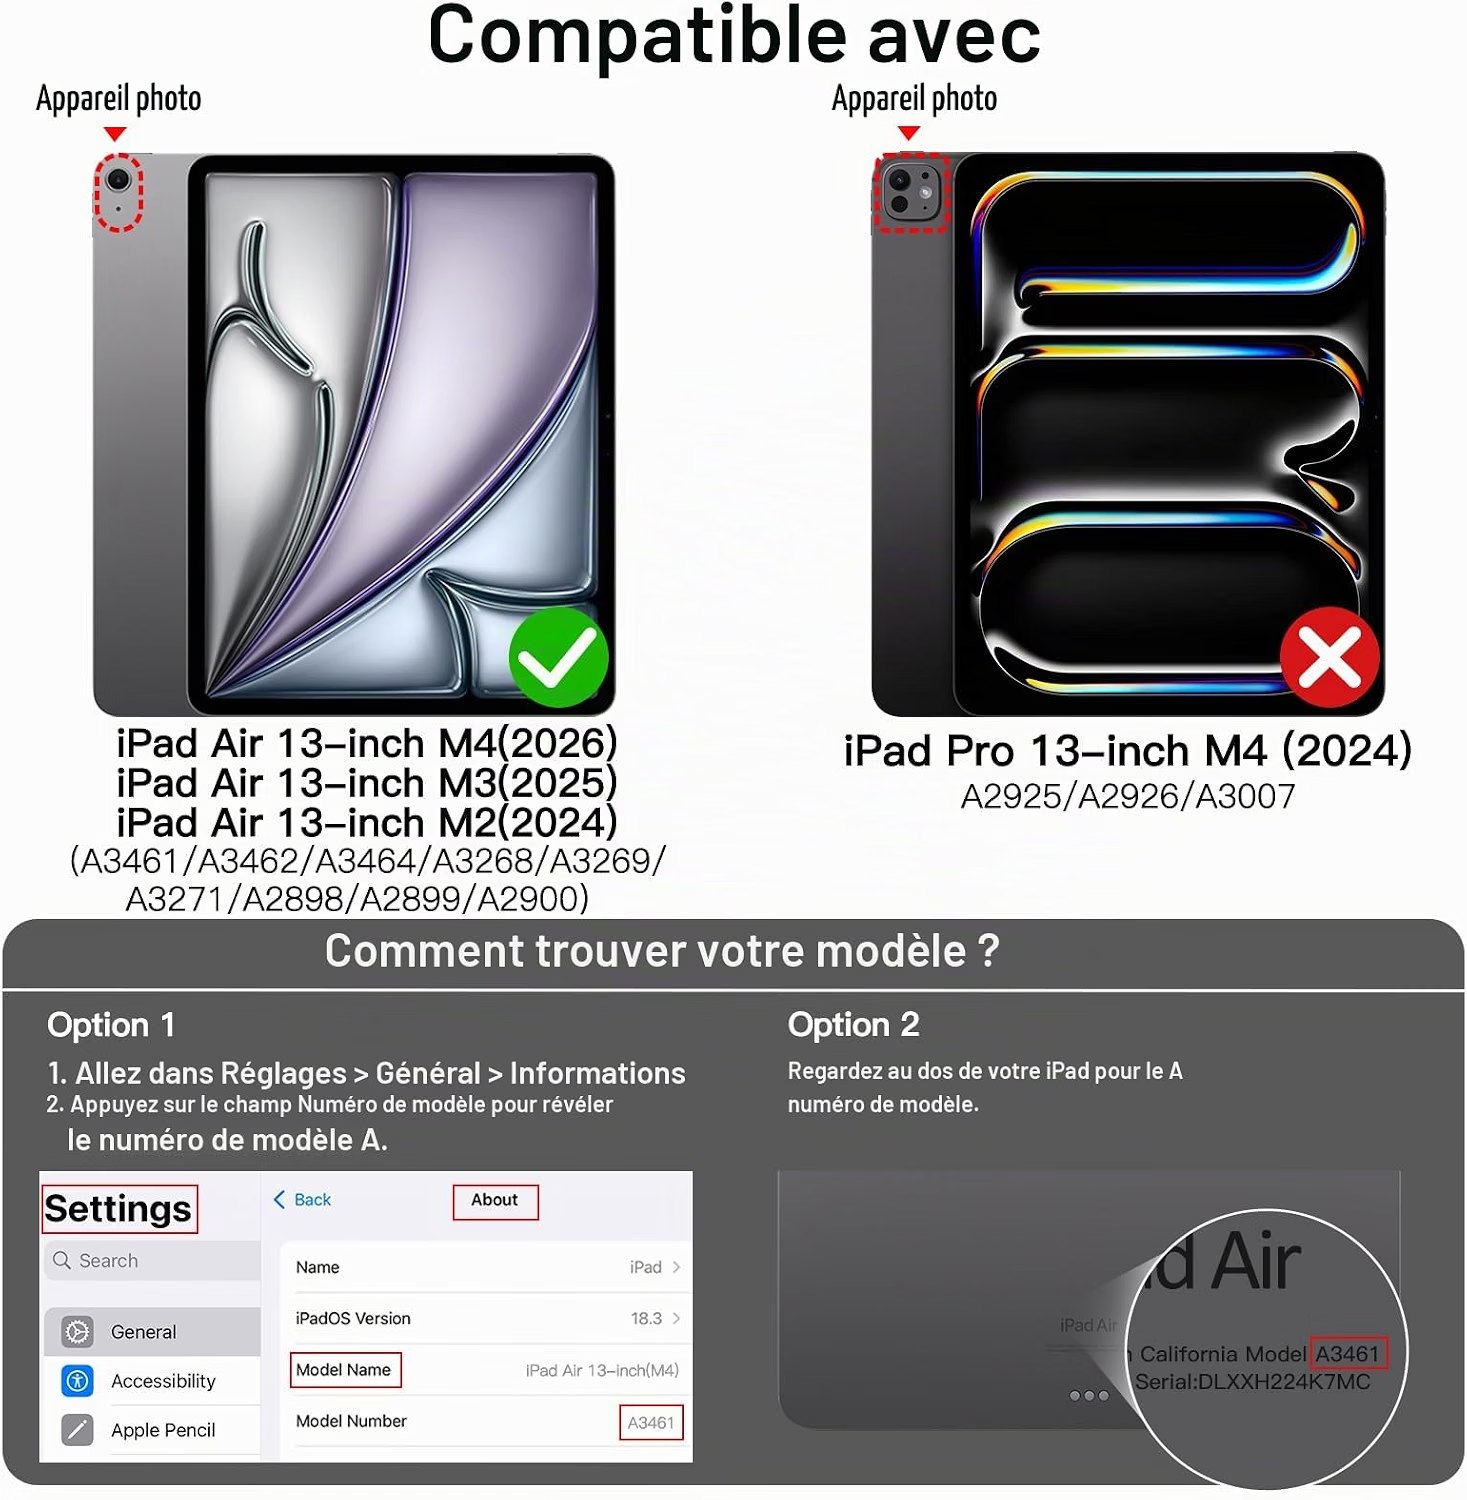 Compatible avec
Appareil photo
Appareil photo
iPad Air 13-inch M4(2026)
iPad Air 13-inch M3(2025)
iPad Air 13-inch M2(2024)
(A3461/A3462/A3464/A3268/A3269/
A3271/A2898/A2899/A2900)
iPad Pro 13-inch M4 (2024)
A2925/A2926/A3007
Comment trouver votre modèle ?
Option 1
1. Allez dans Réglages > Général > Informations
2. Appuyez sur le champ Numéro de modèle pour révéler
le numéro de modèle A.
Settings
Search
General
Accessibility
Apple Pencil
Back
About
Name iPad
iPadOS Version 18.3
Model Name iPad Air 13-inch(M4)
Model Number A3461
Option 2
Regardez au dos de votre iPad pour le A
numéro de modèle.
iPad Air
d Air
California Model A3461
Serial:DLXXH224K7MC